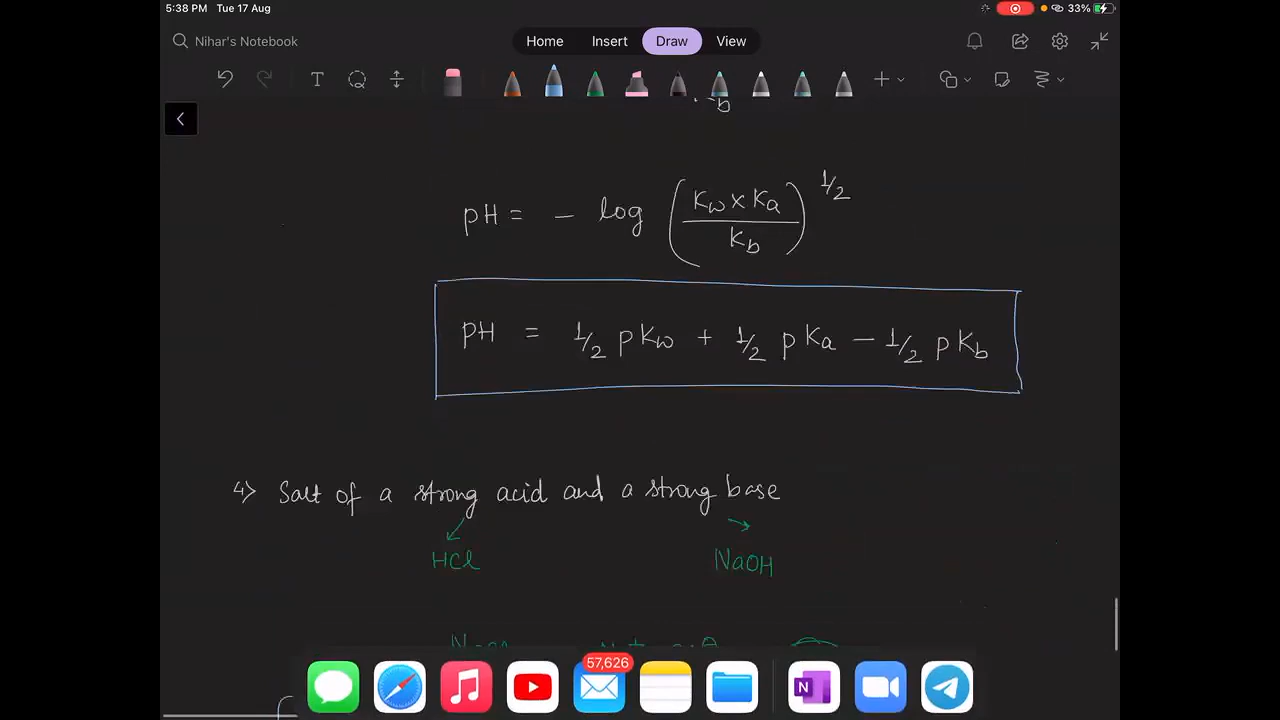 5:38 PM Tue 17 Aug 33%
Nihar's Notebook Home Insert Draw View
b
pH = - log (Kw x Ka / Kb) 1/2
pH = 1/2 pKw + 1/2 pKa - 1/2 pKb
4> Salt of a strong acid and a strong base
HCl NaOH
57,626
N